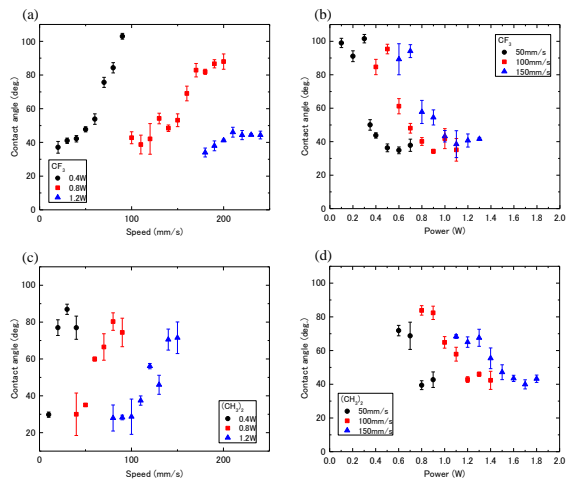 (a)
100
80
60
40
20
0
Contact angle (deg.)
CF3
0.4W
0.8W
1.2W
0
100
200
Speed (mm/s)
(b)
100
80
60
40
20
0
Contact angle (deg.)
CF3
50mm/s
100mm/s
150mm/s
0.0 0.2 0.4 0.6 0.8 1.0 1.2 1.4 1.6 1.8 2.0
Power (W)
(c)
100
80
60
40
20
0
Contact angle (deg.)
(CH3)2
0.4W
0.8W
1.2W
0
100
200
Speed (mm/s)
(d)
100
80
60
40
20
0
Contact angle (deg.)
(CH3)2
50mm/s
100mm/s
150mm/s
0.0 0.2 0.4 0.6 0.8 1.0 1.2 1.4 1.6 1.8 2.0
Power (W)